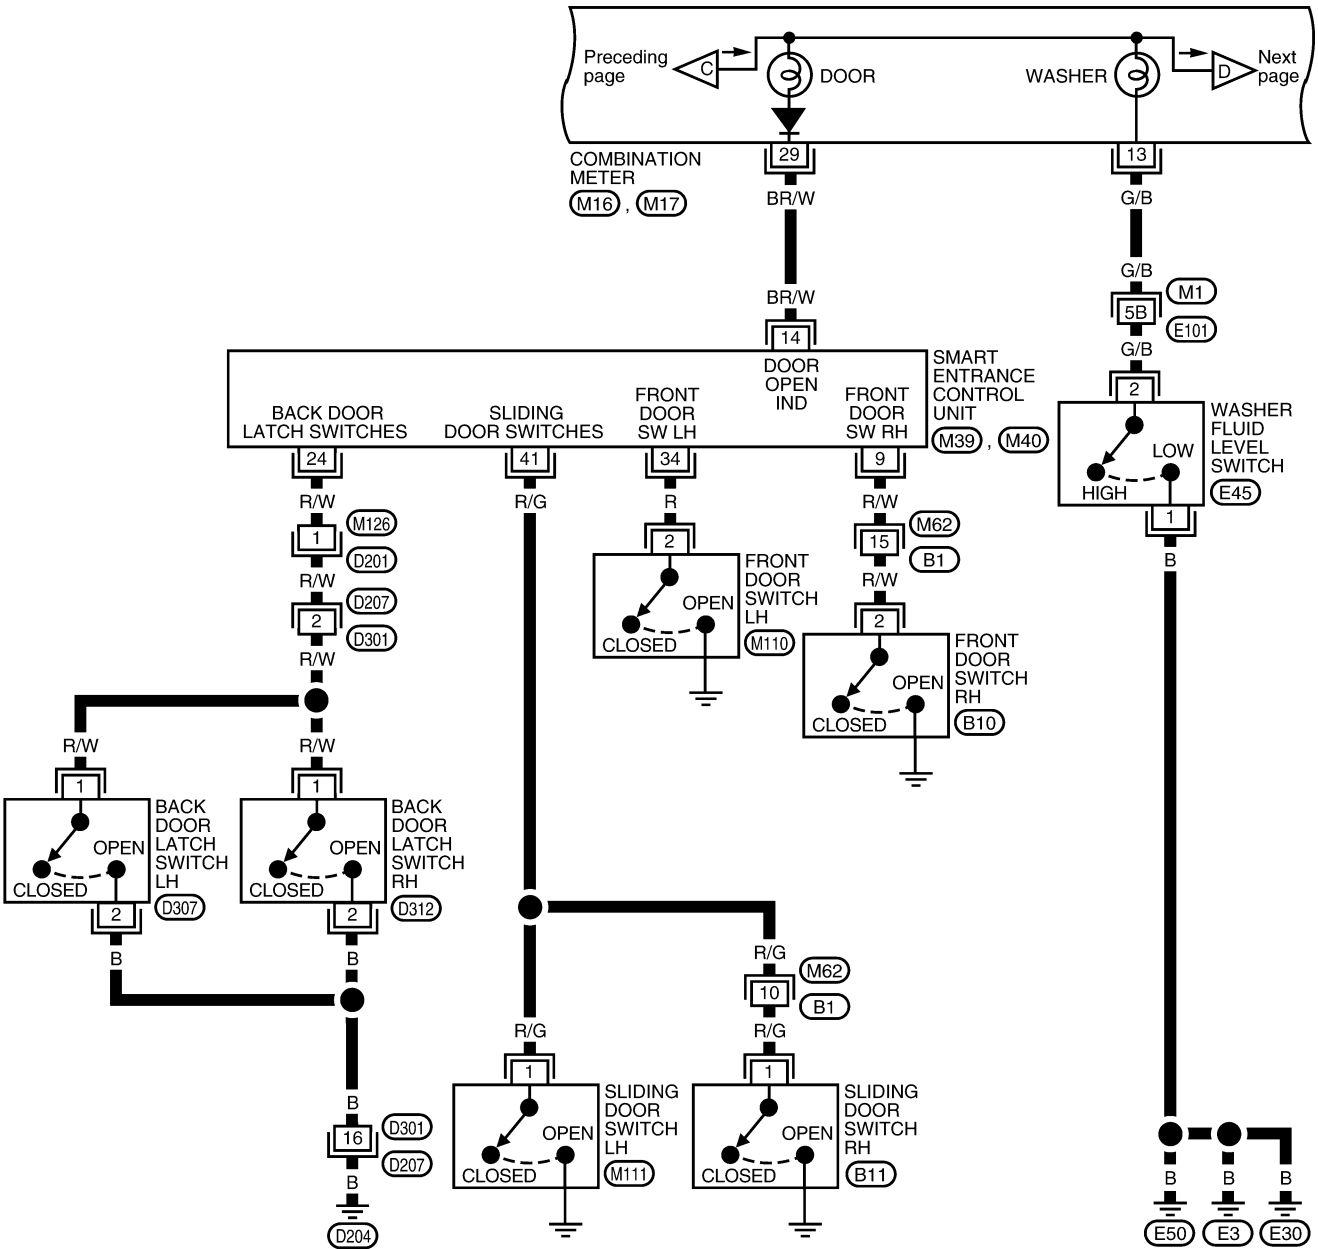 Preceding
page
C
DOOR
WASHER
D
Next
page
COMBINATION
METER
M16 , M17
29
13
BR/W
G/B
BR/W
G/B
M1
5B
E101
G/B
14
2
DOOR
OPEN
IND
SMART
ENTRANCE
CONTROL
UNIT
M39 , M40
BACK DOOR
LATCH SWITCHES
SLIDING
DOOR SWITCHES
FRONT
DOOR
SW LH
FRONT
DOOR
SW RH
LOW
HIGH
WASHER
FLUID
LEVEL
SWITCH
E45
24
41
34
9
1
R/W
R/G
R
R/W
B
M126
1
D201
R/W
D207
2
D301
R/W
2
OPEN
CLOSED
FRONT
DOOR
SWITCH
LH
M110
M62
15
B1
R/W
2
OPEN
CLOSED
FRONT
DOOR
SWITCH
RH
B10
R/W
R/W
1
OPEN
CLOSED
2
BACK
DOOR
LATCH
SWITCH
LH
D307
1
OPEN
CLOSED
2
BACK
DOOR
LATCH
SWITCH
RH
D312
B
B
R/G
M62
10
B1
R/G
R/G
B
D301
16
D207
B
D204
1
OPEN
CLOSED
SLIDING
DOOR
SWITCH
LH
M111
1
OPEN
CLOSED
SLIDING
DOOR
SWITCH
RH
B11
B
B
B
E50
E3
E30